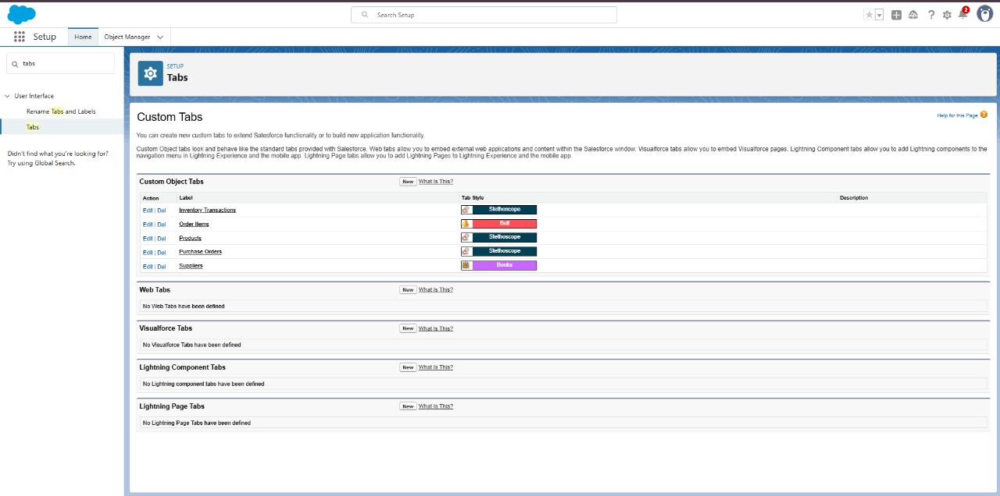 Search Setup
2
Setup
Home
Object Manager
tabs
User Interface
Rename Tabs and Labels
Tabs
Didn't find what you're looking for?
Try using Global Search.
SETUP
Tabs
Custom Tabs
Help for this Page
You can create new custom tabs to extend Salesforce functionality or to build new application functionality.
Custom Object tabs look and behave like the standard tabs provided with Salesforce. Web tabs allow you to embed external web applications and content within the Salesforce window. Visualforce tabs allow you to embed Visualforce pages. Lightning Component tabs allow you to add Lightning components to the
navigation menu in Lightning Experience and the mobile app. Lightning Page tabs allow you to add Lightning Pages to Lightning Experience and the mobile app.
Custom Object Tabs New What Is This?
Action Label Tab Style Description
Edit | Del Inventory Transactions Stethoscope
Edit | Del Order Items Bell
Edit | Del Products Stethoscope
Edit | Del Purchase Orders Stethoscope
Edit | Del Suppliers Books
Web Tabs New What Is This?
No Web Tabs have been defined
Visualforce Tabs New What Is This?
No Visualforce Tabs have been defined
Lightning Component Tabs New What Is This?
No Lightning component tabs have been defined
Lightning Page Tabs New What Is This?
No Lightning Page Tabs have been defined